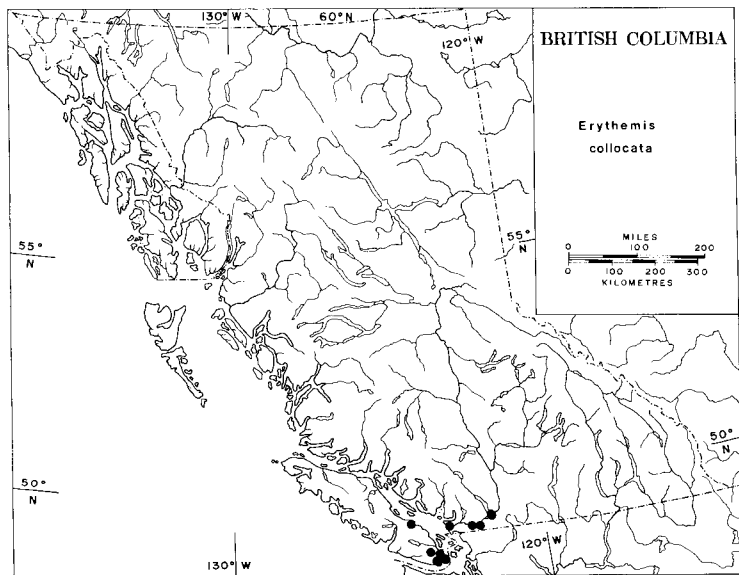 130° W
60° N
120° W
BRITISH COLUMBIA
Erythemis
collocata
55°
N
55°
N
MILES
0 100 200
0 100 200 300
KILOMETRES
50°
N
50°
N
130° W
120° W